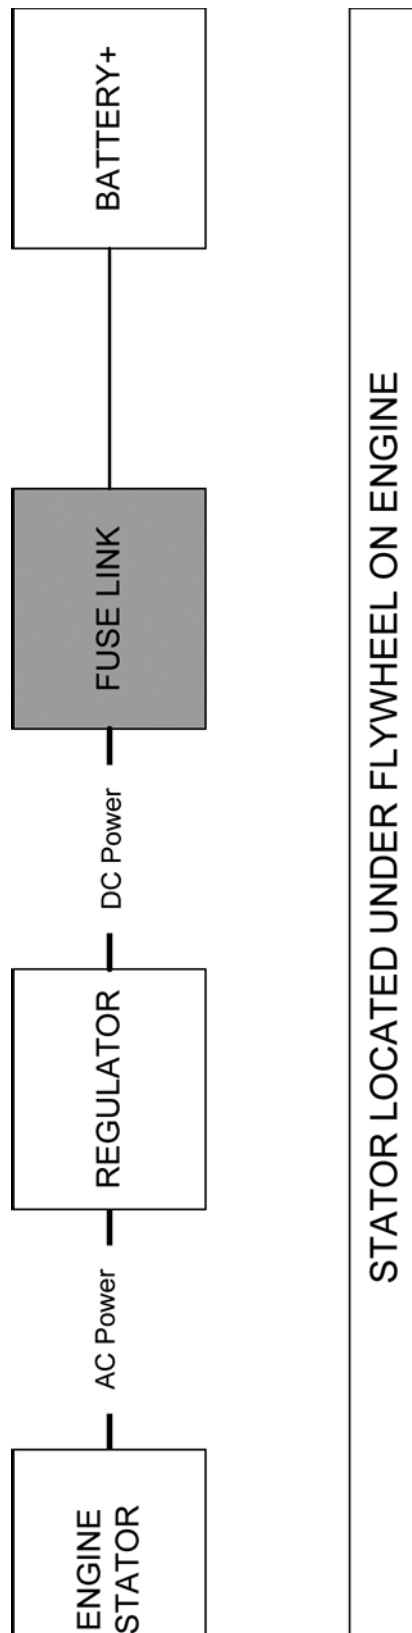 ENGINE
STATOR
AC Power
REGULATOR
DC Power
FUSE LINK
BATTERY+
STATOR LOCATED UNDER FLYWHEEL ON ENGINE